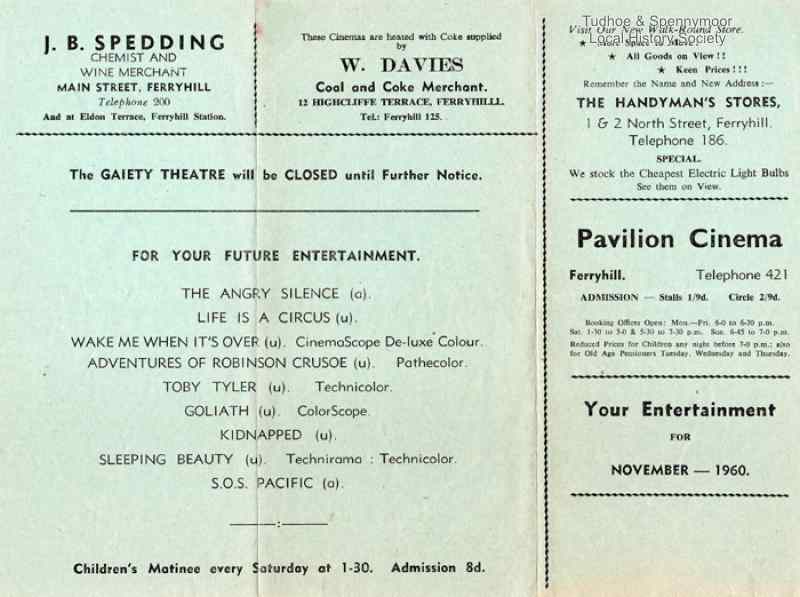 J. B. SPEDDING
CHEMIST AND
WINE MERCHANT
MAIN STREET, FERRYHILL
Telephone 200
And at Eldon Terrace, Ferryhill Station.
These Cinemas are heated with Coke supplied
by
W. DAVIES
Coal and Coke Merchant.
12 HIGHCLIFFE TERRACE, FERRYHILLL.
Tel.: Ferryhill 125.
The GAIETY THEATRE will be CLOSED until Further Notice.
FOR YOUR FUTURE ENTERTAINMENT.
THE ANGRY SILENCE (a).
LIFE IS A CIRCUS (u).
WAKE ME WHEN IT'S OVER (u). CinemaScope De-luxe Colour.
ADVENTURES OF ROBINSON CRUSOE (u). Pathecolor.
TOBY TYLER (u). Technicolor.
GOLIATH (u). ColorScope.
KIDNAPPED (u).
SLEEPING BEAUTY (u). Technirama : Technicolor.
S.O.S. PACIFIC (a).
Children's Matinee every Saturday at 1-30. Admission 8d.
Tudhoe & Spennymoor
Local History Society
Visit Our New Walk-Round Store.
★ More Space to Move!
★ All Goods on View!!
★ Keen Prices!!!
Remember the Name and New Address:—
THE HANDYMAN'S STORES,
1 & 2 North Street, Ferryhill.
Telephone 186.
SPECIAL.
We stock the Cheapest Electric Light Bulbs
See them on View.
Pavilion Cinema
Ferryhill. Telephone 421
ADMISSION — Stalls 1/9d. Circle 2/9d.
Booking Offices Open: Mon.—Fri. 6-0 to 6-30 p.m.
Sat. 1-30 to 3-0 & 5-30 to 7-30 p.m. Sun. 6-45 to 7-0 p.m.
Reduced Prices for Children any night before 7-0 p.m.; also
for Old Age Pensioners Tuesday, Wednesday and Thursday.
Your Entertainment
FOR
NOVEMBER — 1960.